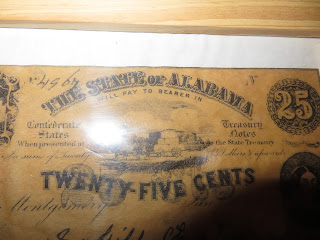 No 4967 N
THE STATE OF ALABAMA
WILL PAY TO BEARER IN
25
Confederate Treasury
States Notes
When presented at the State Treasury
TWENTY-FIVE CENTS
Montgomery